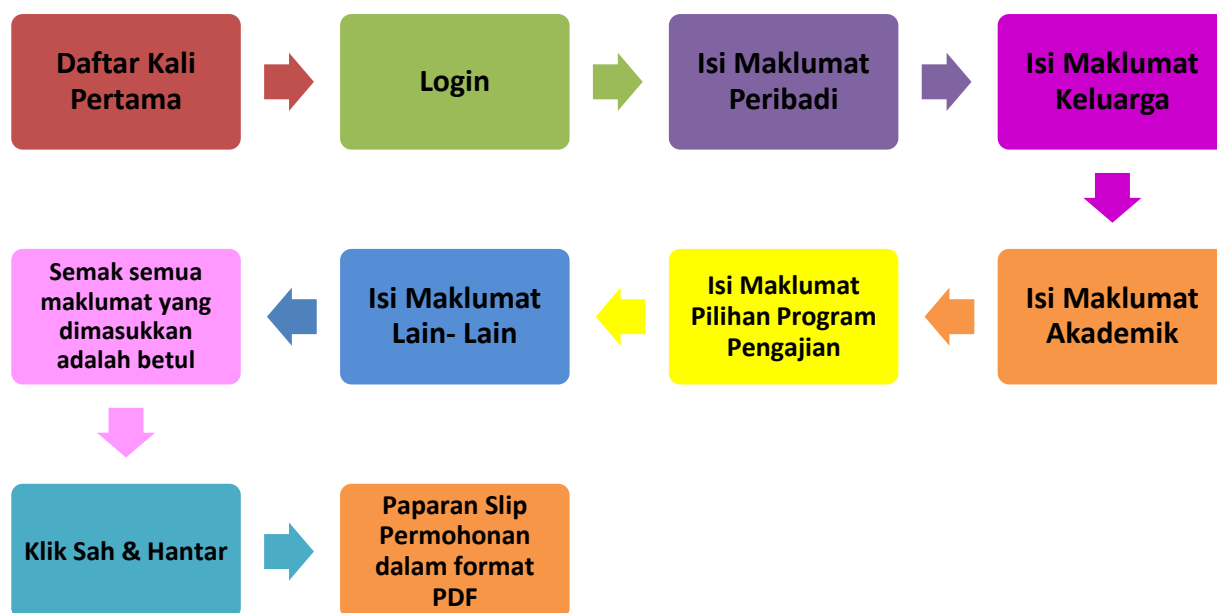 Daftar Kali
Pertama
Login
Isi Maklumat
Peribadi
Isi Maklumat
Keluarga
Isi Maklumat
Akademik
Isi Maklumat
Pilihan Program
Pengajian
Isi Maklumat
Lain- Lain
Semak semua
maklumat yang
dimasukkan
adalah betul
Klik Sah & Hantar
Paparan Slip
Permohonan
dalam format
PDF